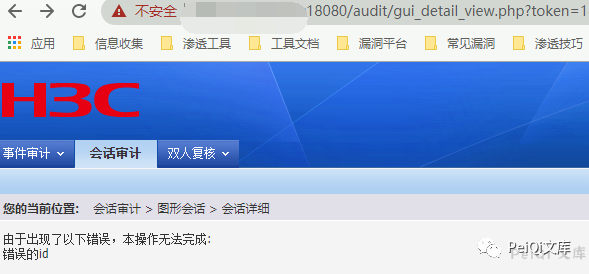 不安全
18080/audit/gui_detail_view.php?token=1
应用 信息收集 渗透工具 工具文档 漏洞平台 常见漏洞 渗透技巧
H3C
事件审计 会话审计 双人复核
您的当前位置: 会话审计 > 图形会话 > 会话详细
由于出现了以下错误，本操作无法完成:
错误的id
PeiQi文库